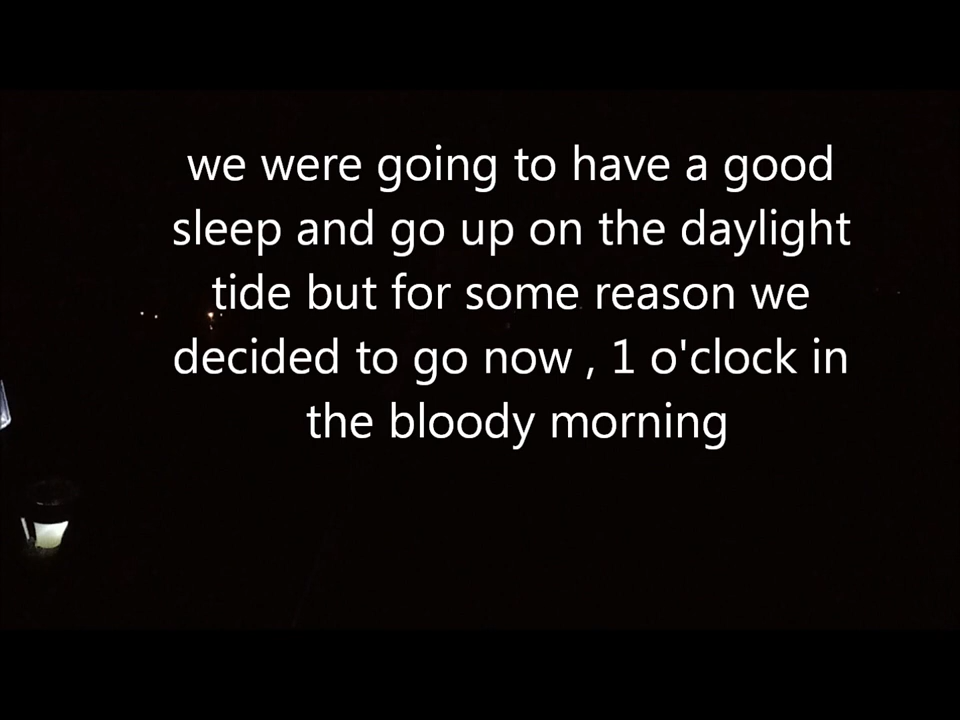 we were going to have a good
sleep and go up on the daylight
tide but for some reason we
decided to go now , 1 o'clock in
the bloody morning